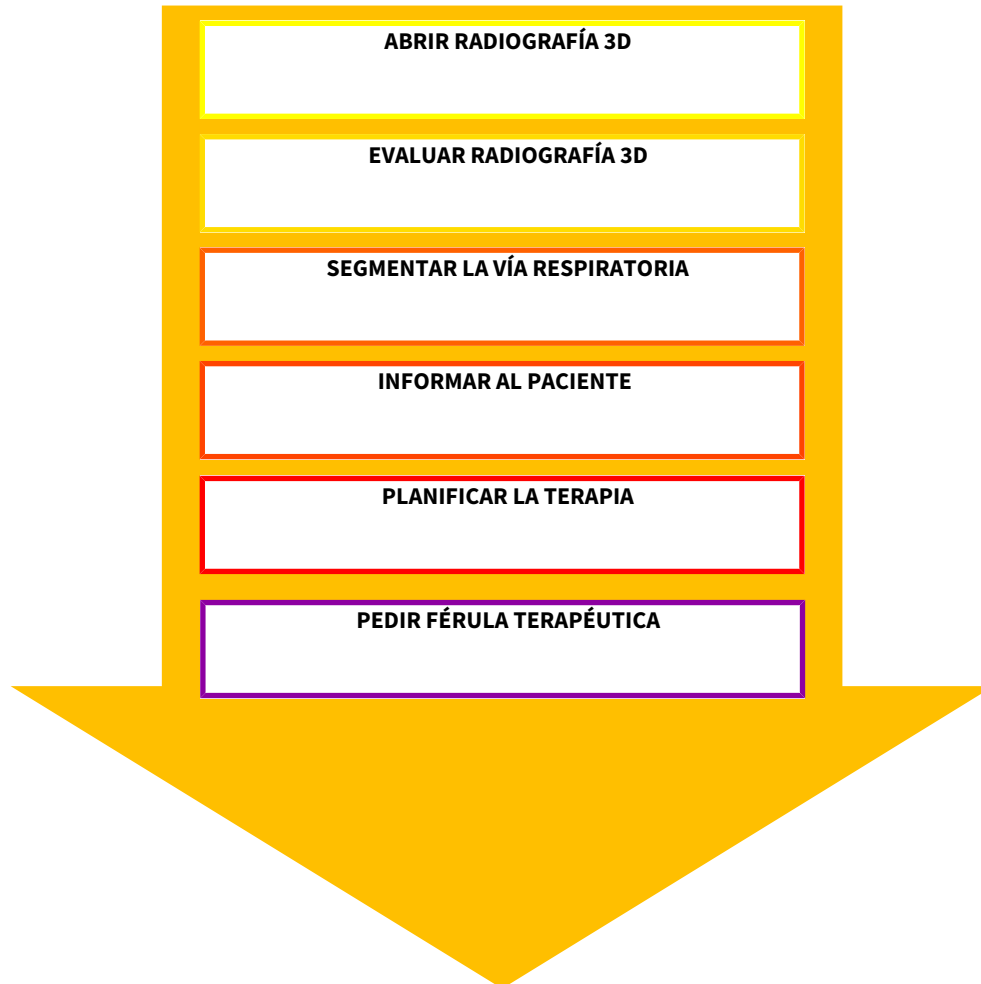 ABRIR RADIOGRAFÍA 3D
EVALUAR RADIOGRAFÍA 3D
SEGMENTAR LA VÍA RESPIRATORIA
INFORMAR AL PACIENTE
PLANIFICAR LA TERAPIA
PEDIR FÉRULA TERAPÉUTICA